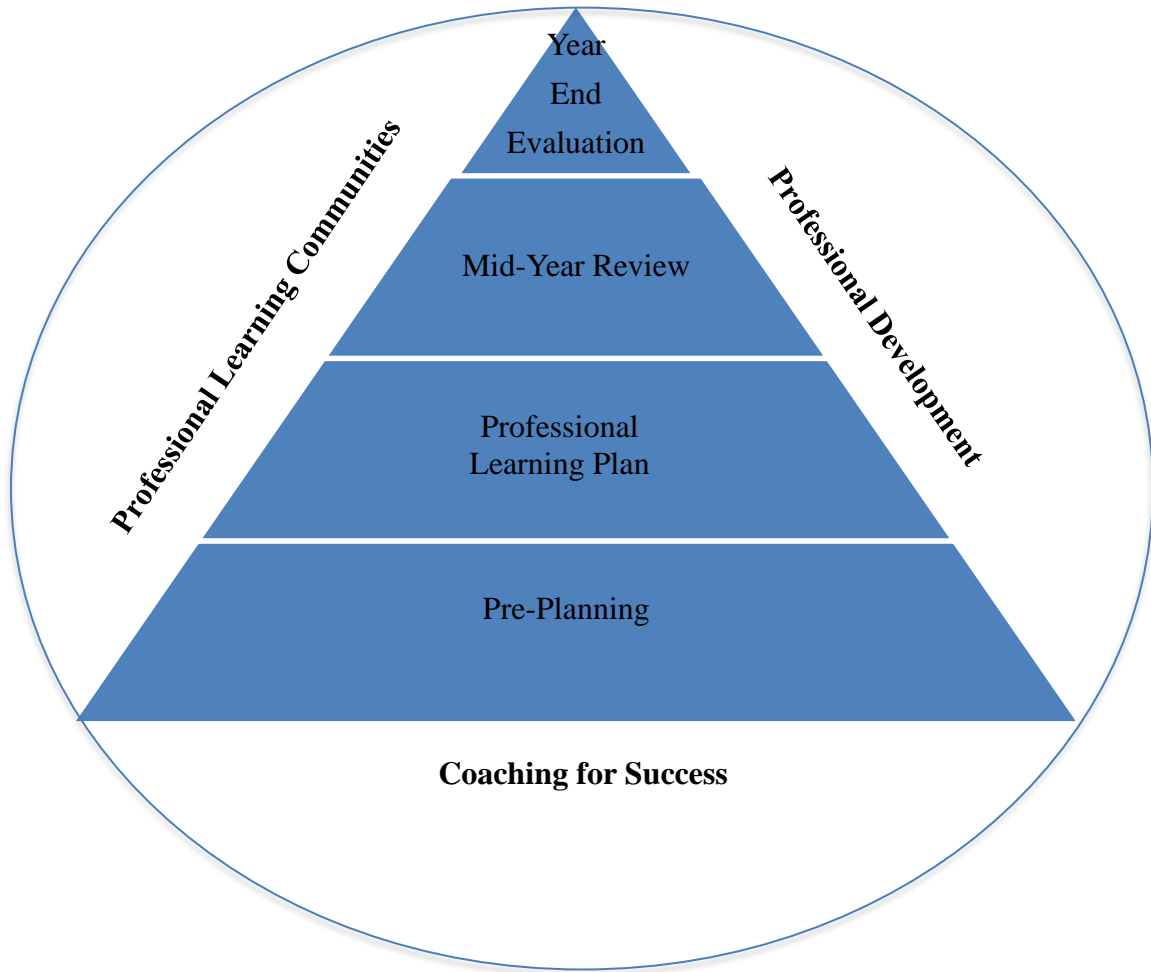 Year
End
Evaluation
Professional Learning Communities
Professional Development
Mid-Year Review
Professional
Learning Plan
Pre-Planning
Coaching for Success